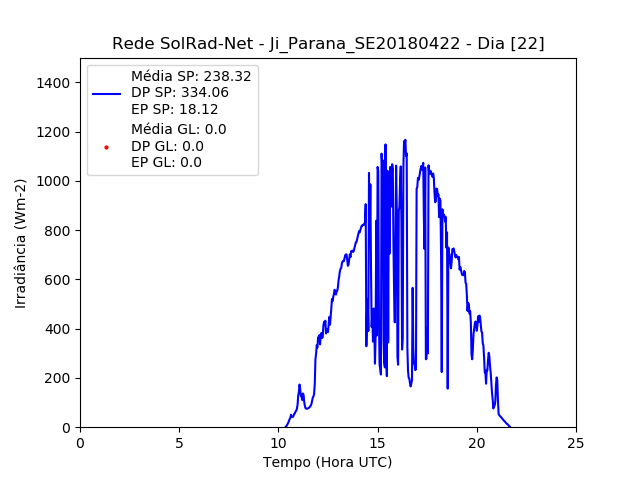 Rede SolRad-Net - Ji_Parana_SE20180422 - Dia [22]
Média SP: 238.32
DP SP: 334.06
EP SP: 18.12
Média GL: 0.0
DP GL: 0.0
EP GL: 0.0
Irradiância (Wm-2)
1400
1200
1000
800
600
400
200
0
0 5 10 15 20 25
Tempo (Hora UTC)